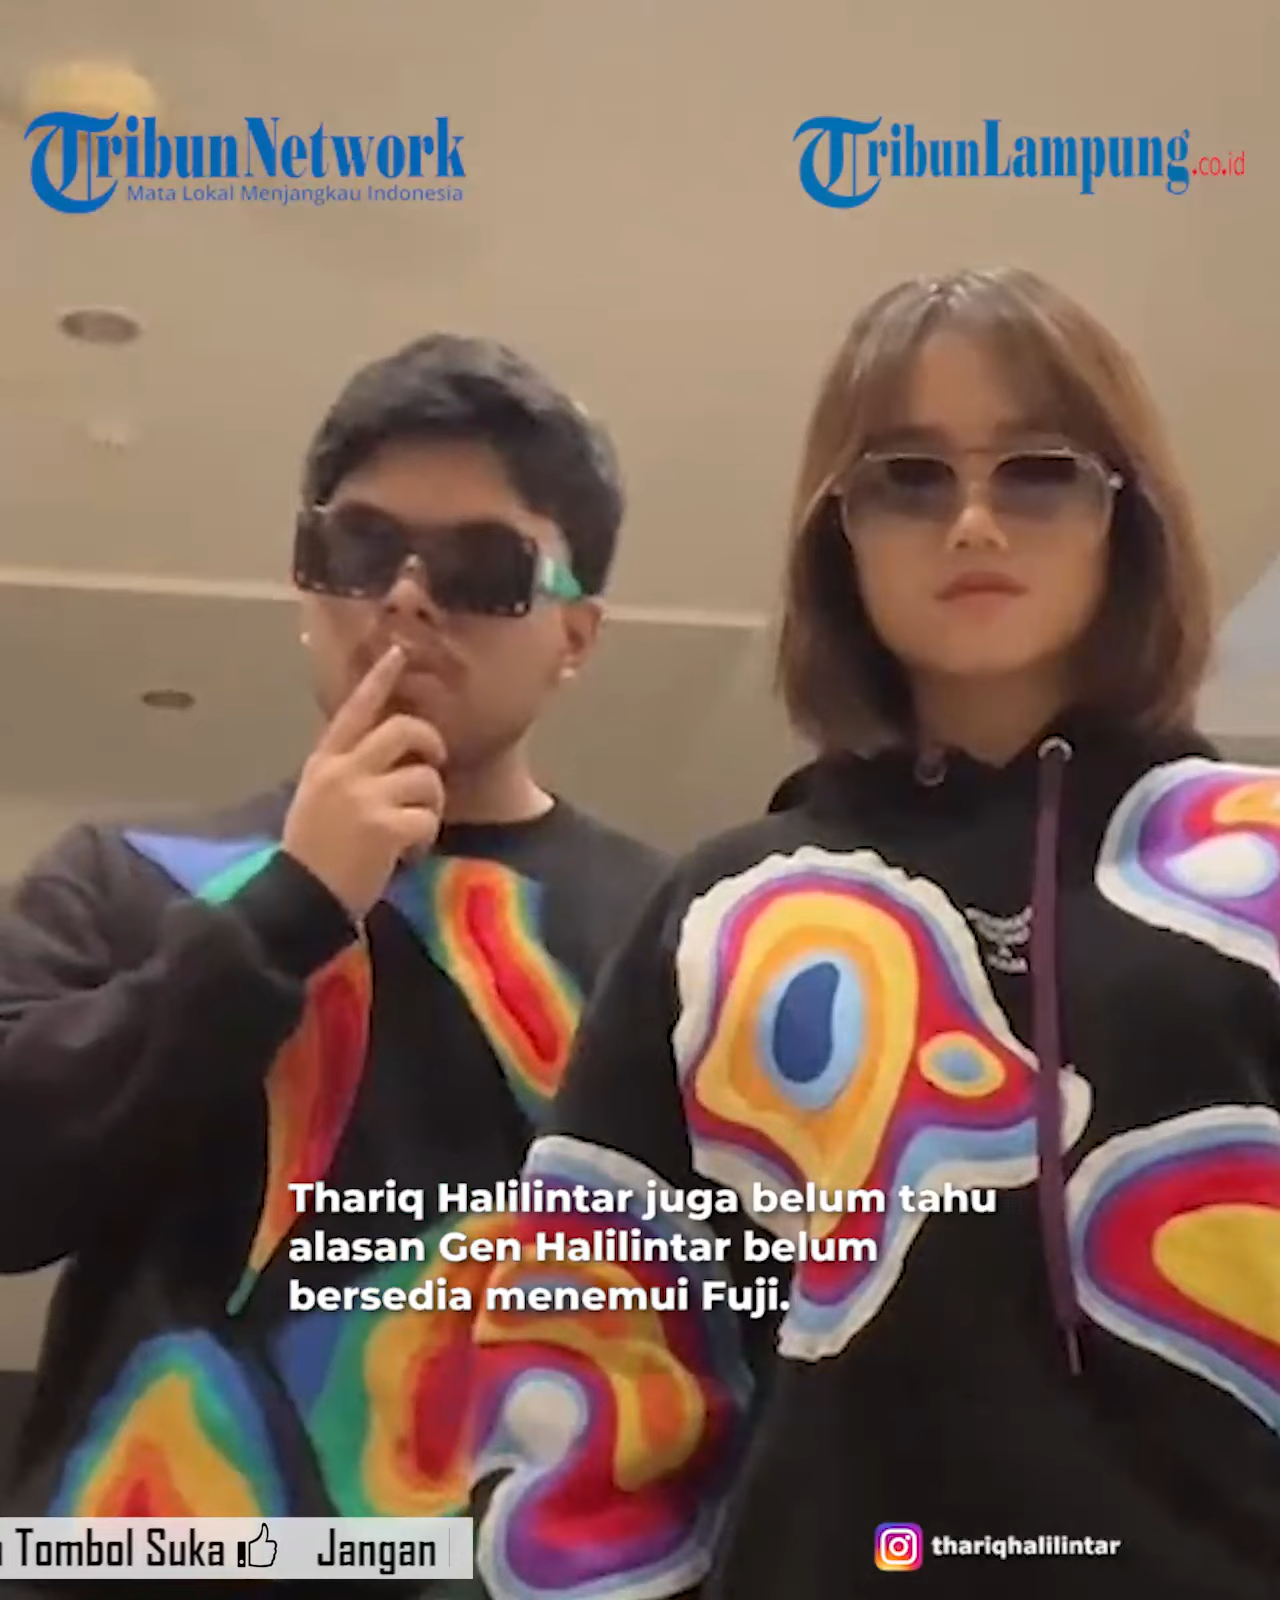 TribunNetwork
Mata Lokal Menjangkau Indonesia
TribunLampung.co.id
Thariq Halilintar juga belum tahu
alasan Gen Halilintar belum
bersedia menemui Fuji.
Tombol Suka Jangan
thariqhalilintar